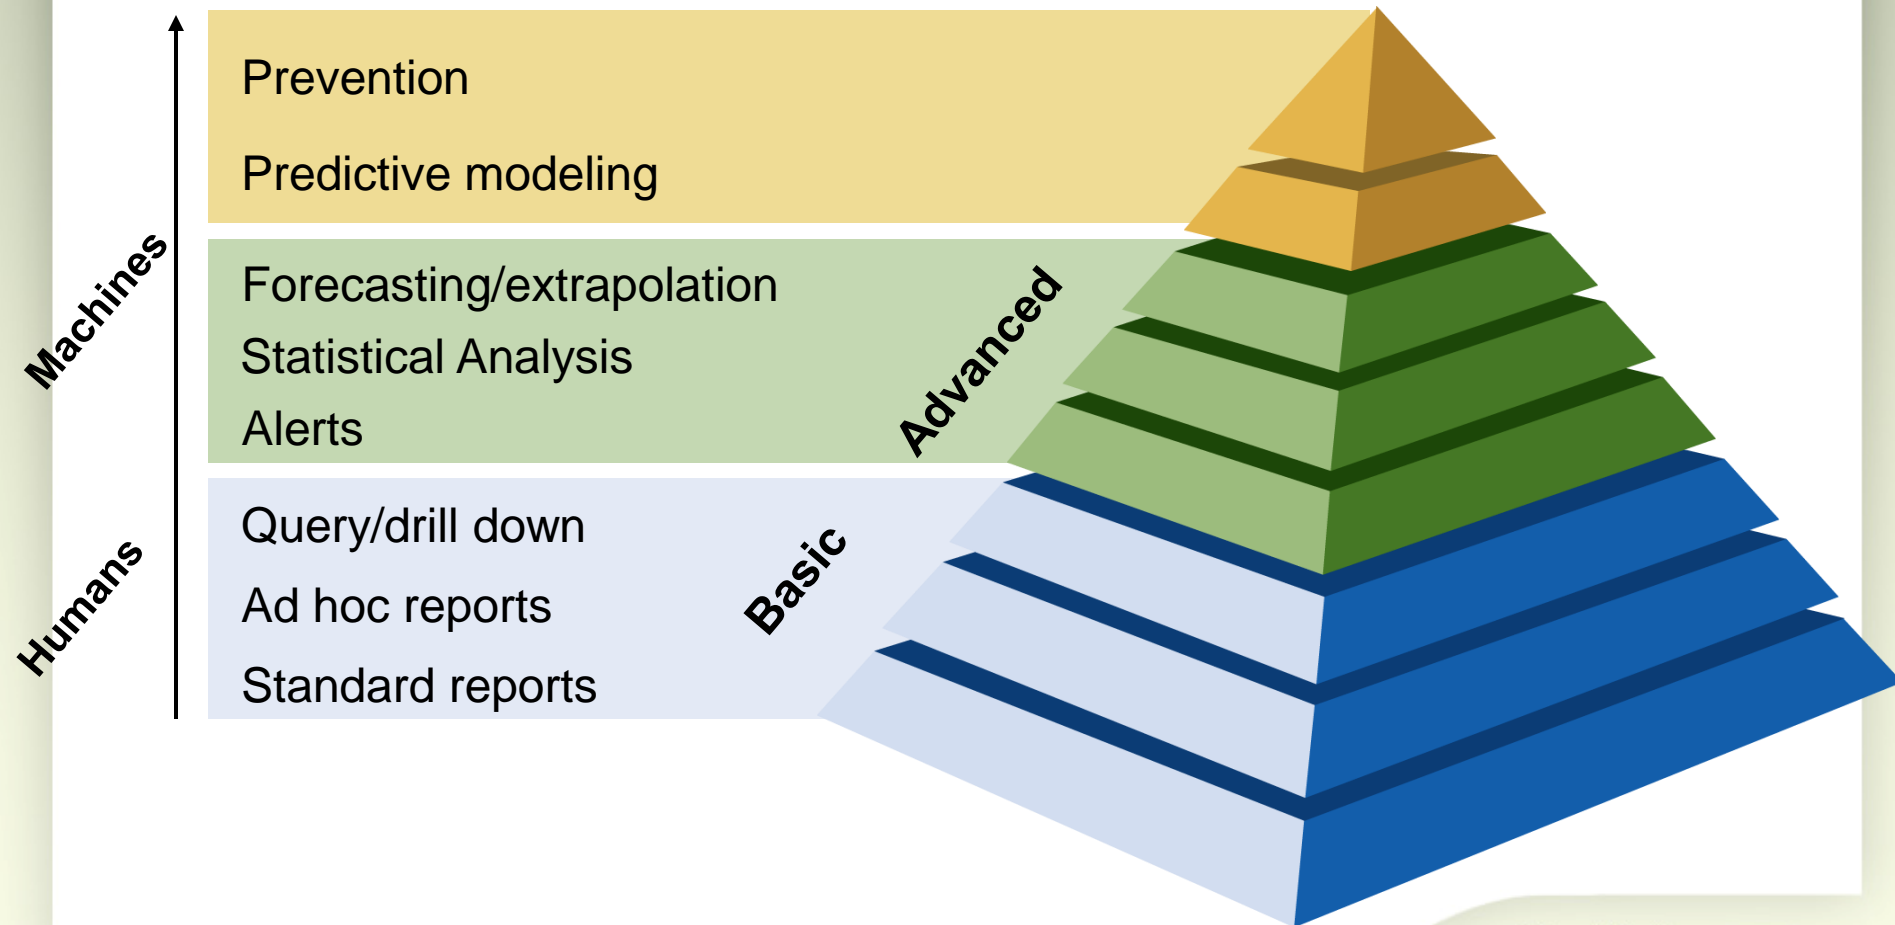 Prevention
Predictive modeling
Machines
Forecasting/extrapolation
Statistical Analysis
Alerts
Advanced
Humans
Query/drill down
Ad hoc reports
Standard reports
Basic